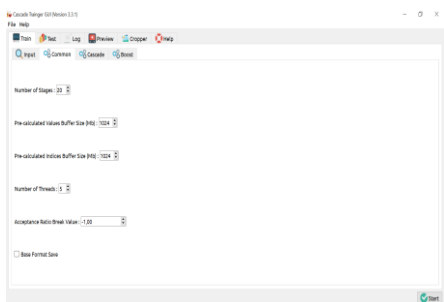 Cascade Trainer GUI (Version 3.3.1)
File Help
Train Test Log Preview Cropper Help
Input Common Cascade Boost
Number of Stages : 20
Pre-calculated Values Buffer Size (Mb) : 1024
Pre-calculated Indices Buffer Size (Mb) : 1024
Number of Threads : 5
Acceptance Ratio Break Value : -1,00
Base Format Save
Start